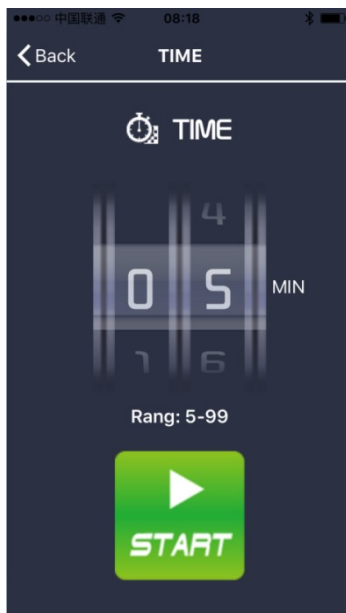 中国联通 08:18
Back TIME
TIME
4
0 5 MIN
1 6
Rang: 5-99
START